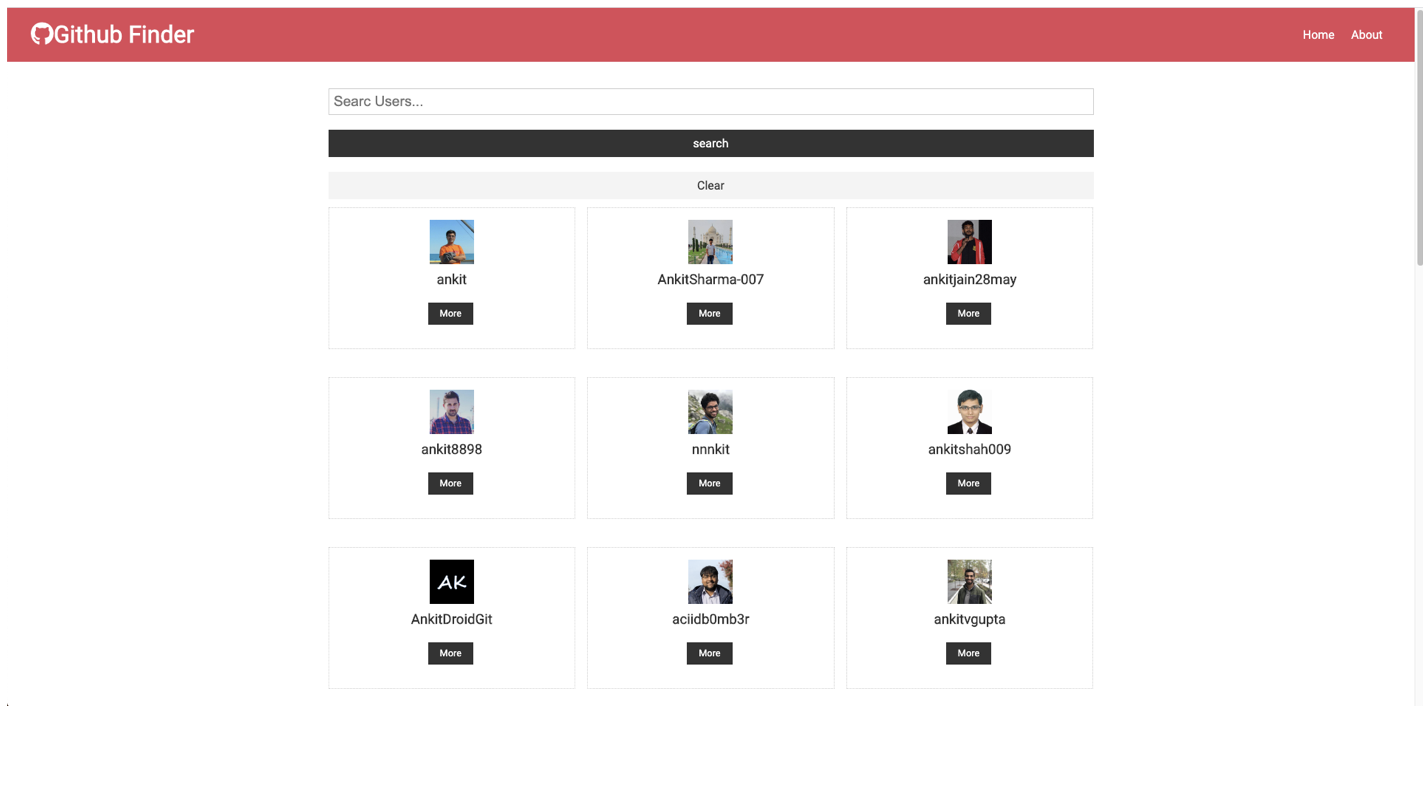 Github Finder
Home About
Searc Users...
search
Clear
ankit AnkitSharma-007 ankitjain28may
More More More
ankit8898 nnnkit ankitshah009
More More More
AK
AnkitDroidGit aciidb0mb3r ankitvgupta
More More More